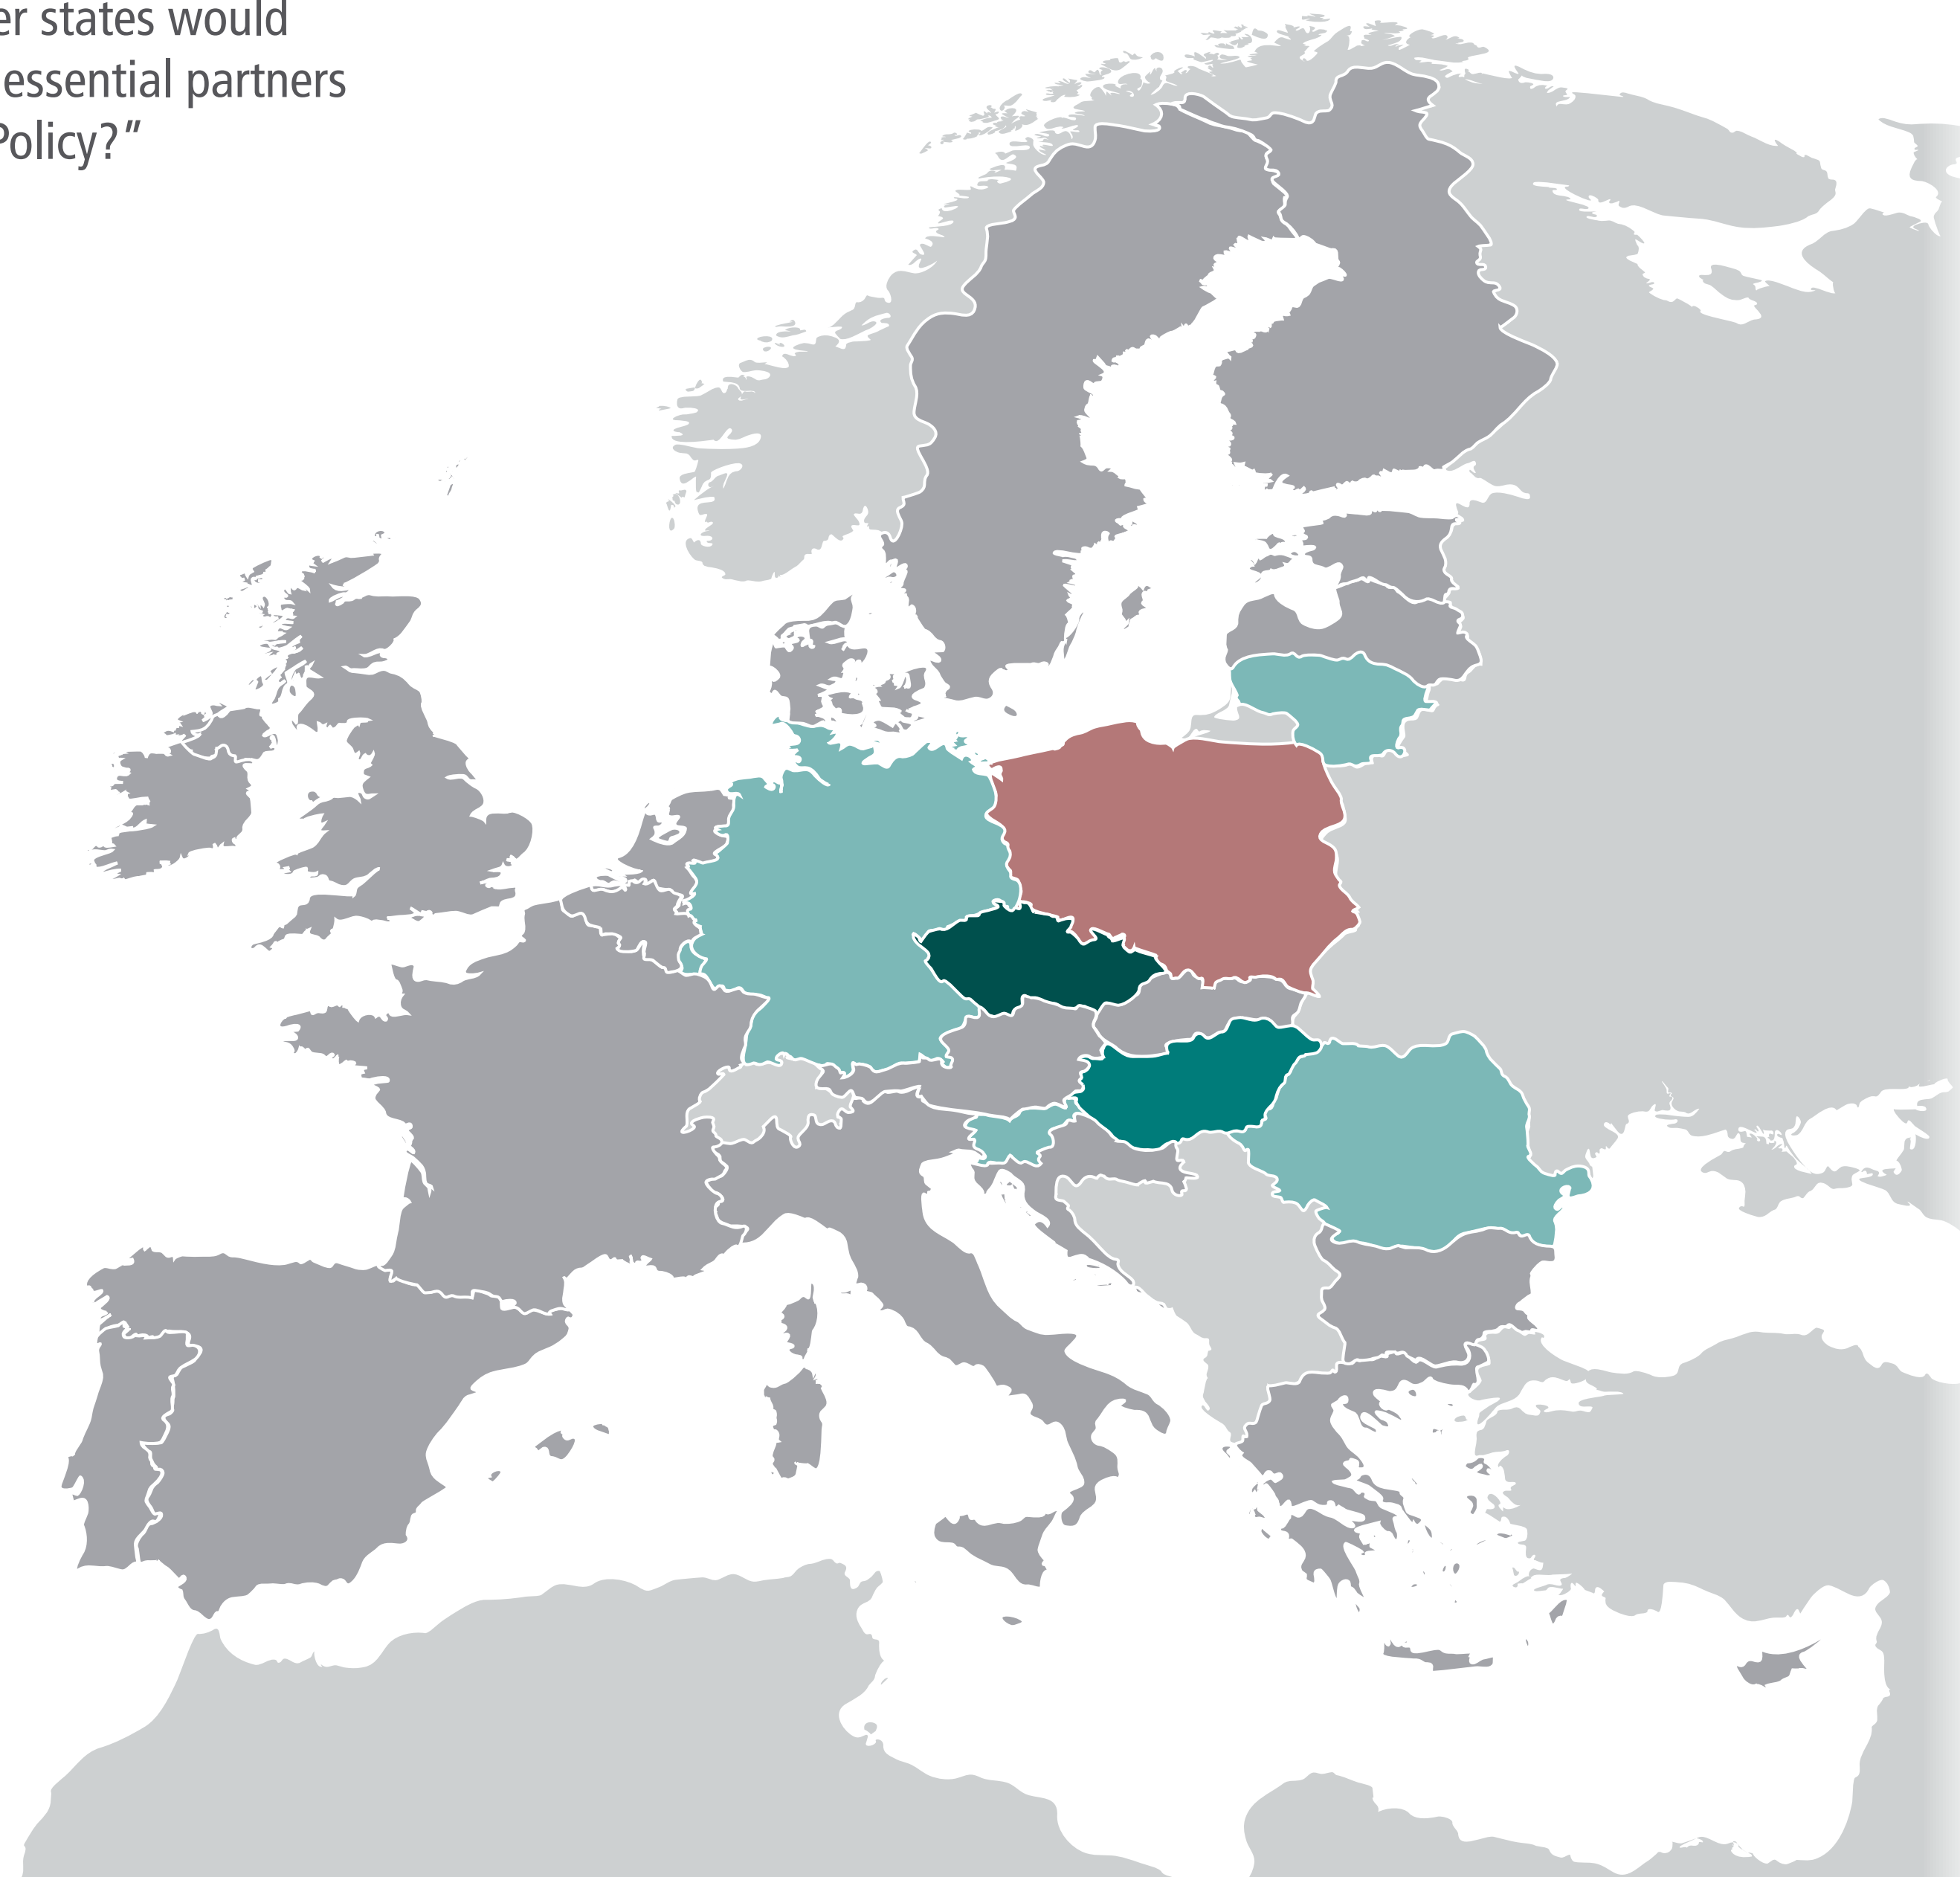 er states would
essential partners
Policy?”